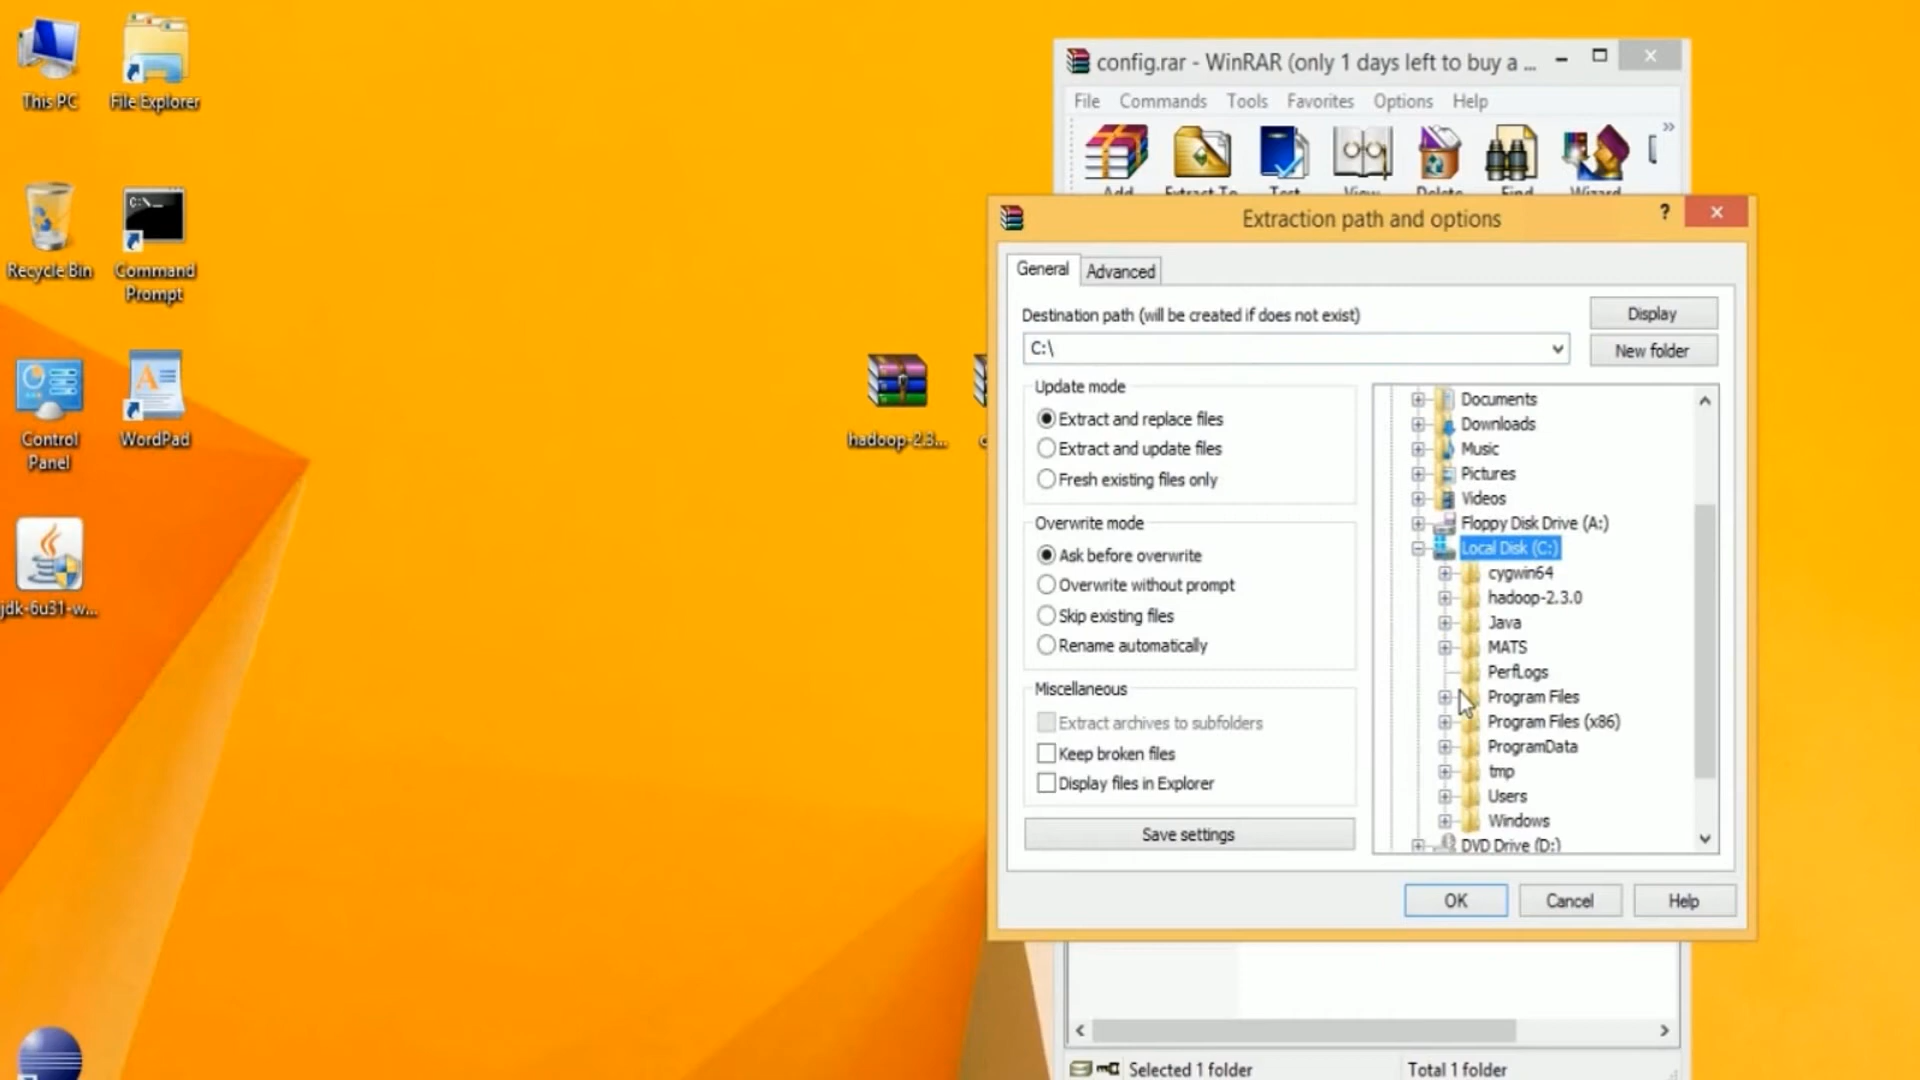 This PC
File Explorer
Recycle Bin
C:\
Command
Prompt
Control
Panel
WordPad
jdk-6u31-w...
hadoop-2.3...
config.rar - WinRAR (only 1 days left to buy a ...
File Commands Tools Favorites Options Help
»
Add Extract To Test View Delete Find Wizard
Extraction path and options
?
General Advanced
Destination path (will be created if does not exist)
Display
C:\
New folder
Update mode
Extract and replace files
Extract and update files
Fresh existing files only
Overwrite mode
Ask before overwrite
Overwrite without prompt
Skip existing files
Rename automatically
Miscellaneous
Extract archives to subfolders
Keep broken files
Display files in Explorer
Save settings
Documents
Downloads
Music
Pictures
Videos
Floppy Disk Drive (A:)
Local Disk (C:)
cygwin64
hadoop-2.3.0
Java
MATS
PerfLogs
Program Files
Program Files (x86)
ProgramData
tmp
Users
Windows
DVD Drive (D:)
OK Cancel Help
Selected 1 folder
Total 1 folder